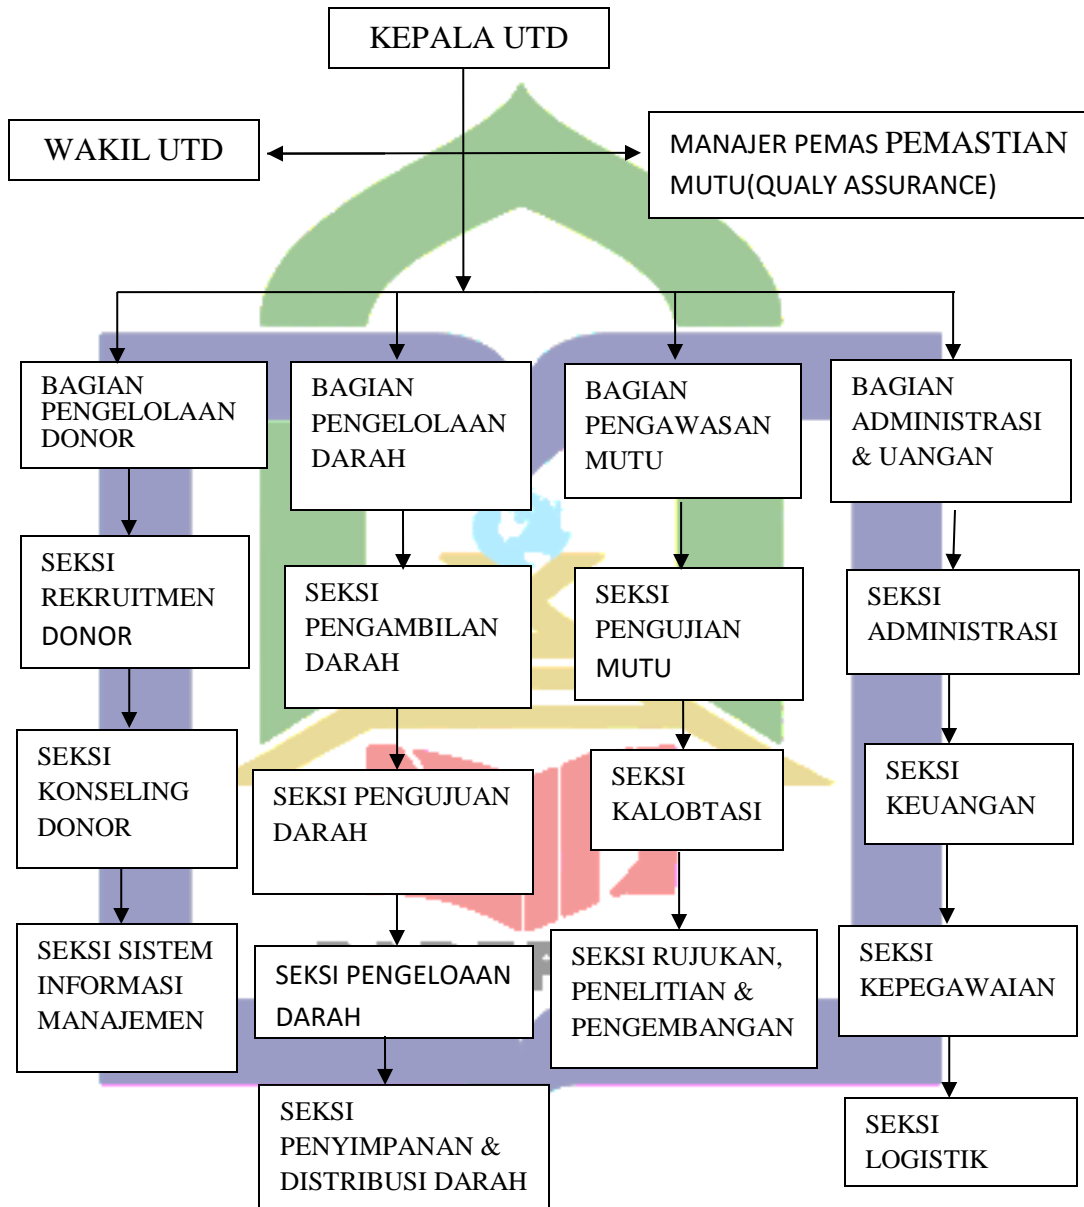 KEPALA UTD
WAKIL UTD
MANAJER PEMAS PEMASTIAN
MUTU(QUALY ASSURANCE)
BAGIAN
PENGELOLAAN
DONOR
BAGIAN
PENGELOLAAN
DARAH
BAGIAN
PENGAWASAN
MUTU
BAGIAN
ADMINISTRASI
& UANGAN
SEKSI
REKRUITMEN
DONOR
SEKSI
PENGAMBILAN
DARAH
SEKSI
PENGUJIAN
MUTU
SEKSI
ADMINISTRASI
SEKSI
KONSELING
DONOR
SEKSI PENGUJUAN
DARAH
SEKSI
KALOBTASI
SEKSI
KEUANGAN
SEKSI SISTEM
INFORMASI
MANAJEMEN
SEKSI PENGELOAAN
DARAH
SEKSI RUJUKAN,
PENELITIAN &
PENGEMBANGAN
SEKSI
KEPEGAWAIAN
SEKSI
PENYIMPANAN &
DISTRIBUSI DARAH
SEKSI
LOGISTIK